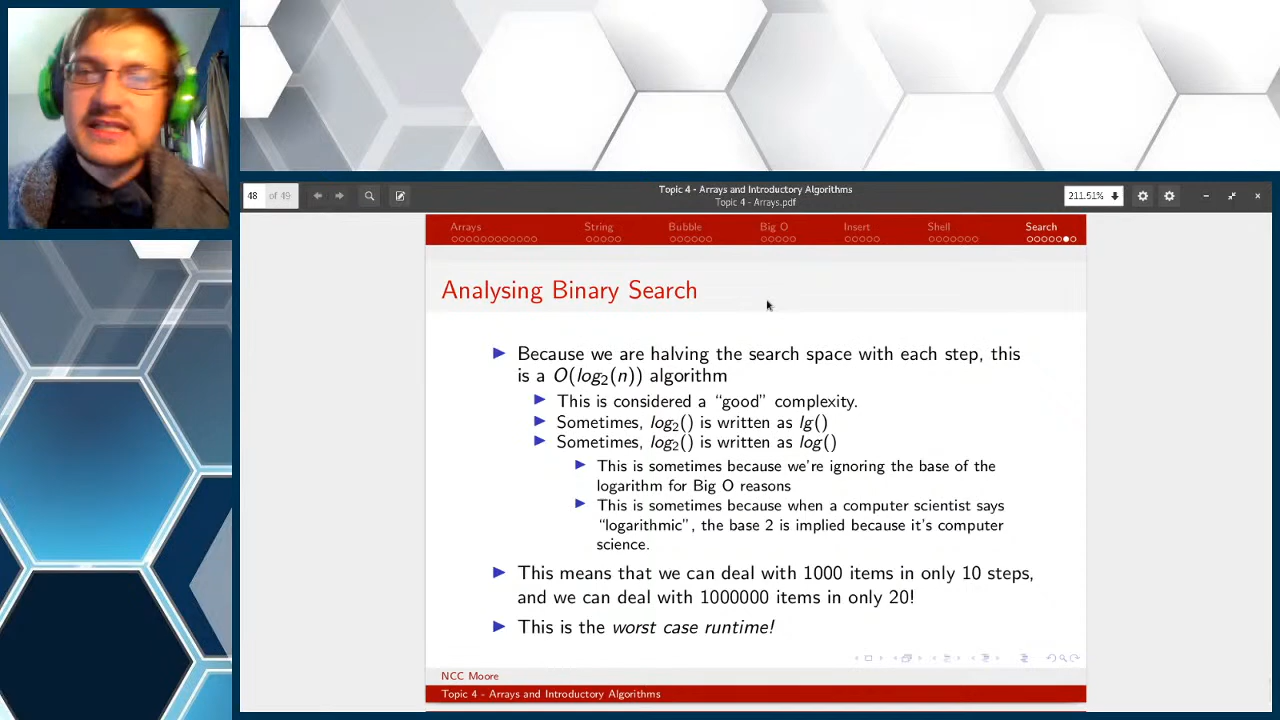 Topic 4 - Arrays and Introductory Algorithms
48 of 49
Topic 4 - Arrays.pdf
211.51%
Arrays String Bubble Big O Insert Shell Search
Analysing Binary Search
Because we are halving the search space with each step, this
is a O(log₂(n)) algorithm
This is considered a “good” complexity.
Sometimes, log₂() is written as lg()
Sometimes, log₂() is written as log()
This is sometimes because we're ignoring the base of the
logarithm for Big O reasons
This is sometimes because when a computer scientist says
“logarithmic”, the base 2 is implied because it's computer
science.
This means that we can deal with 1000 items in only 10 steps,
and we can deal with 1000000 items in only 20!
This is the worst case runtime!
NCC Moore
Topic 4 - Arrays and Introductory Algorithms